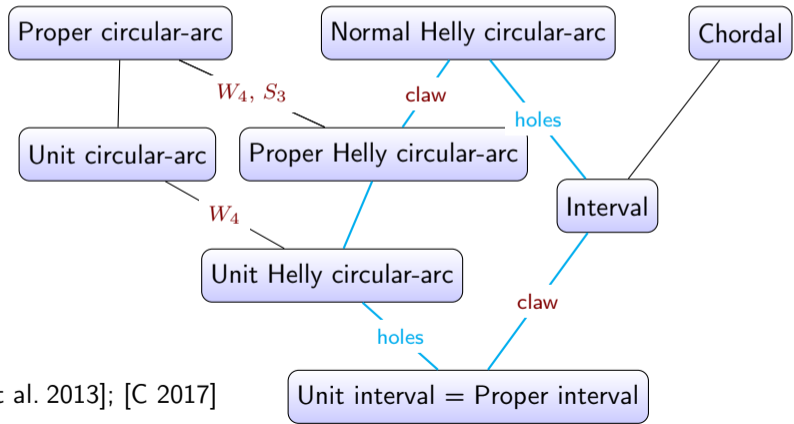 Proper circular-arc
Normal Helly circular-arc
Chordal
W₄, S₃
claw
holes
Unit circular-arc
Proper Helly circular-arc
W₄
Interval
Unit Helly circular-arc
claw
holes
al. 2013]; [C 2017]
Unit interval = Proper interval